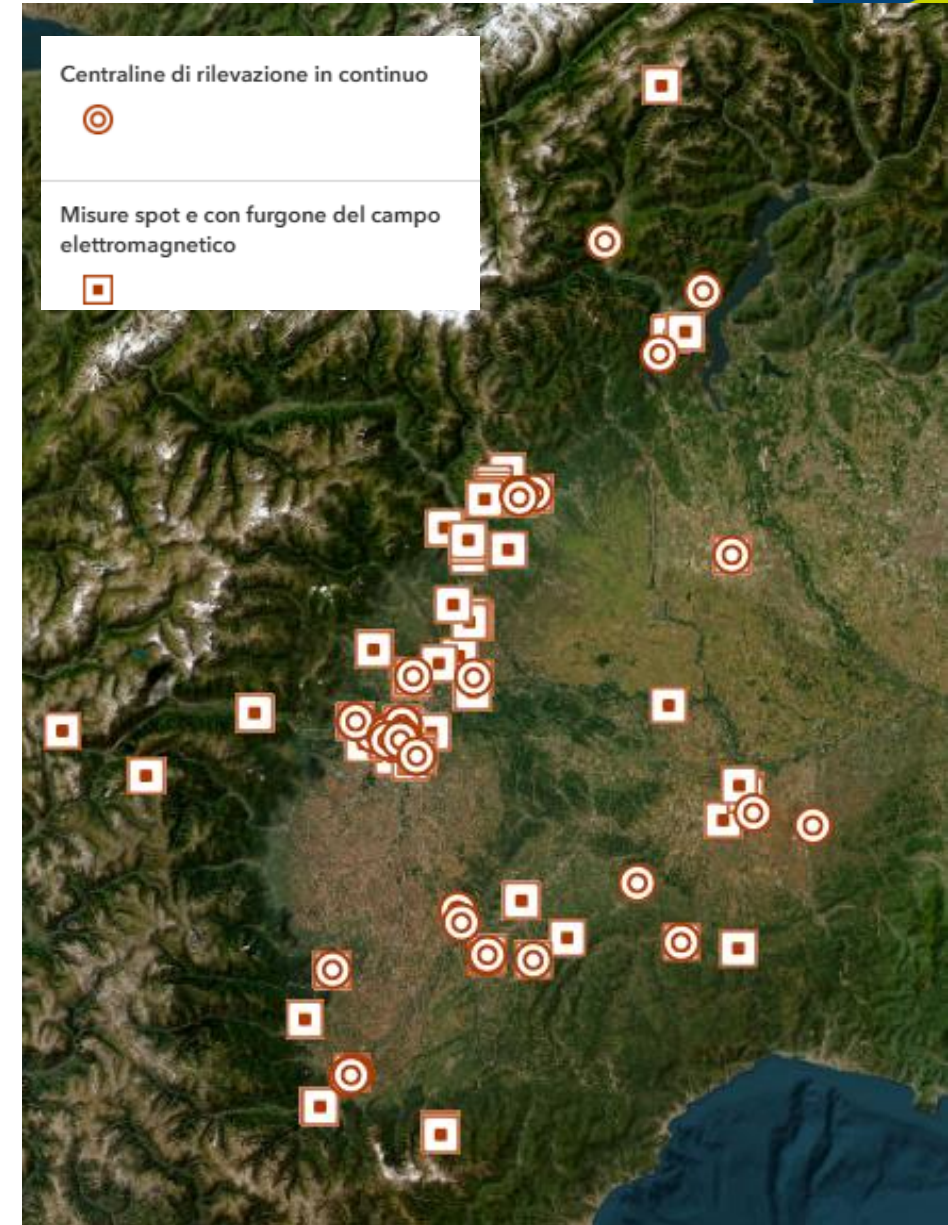 Centraline di rilevazione in continuo
Misure spot e con furgone del campo
elettromagnetico